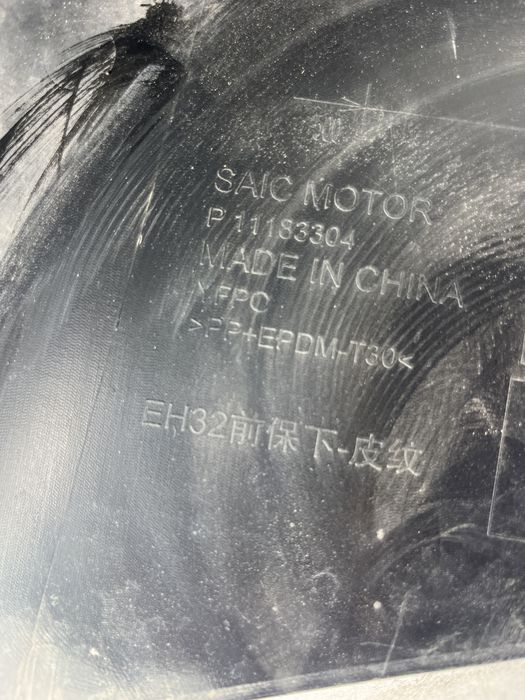 SAIC MOTOR
P 11183304
MADE IN CHINA
YFPC
>PP+EPDM-T30<
EH32前保下-皮纹